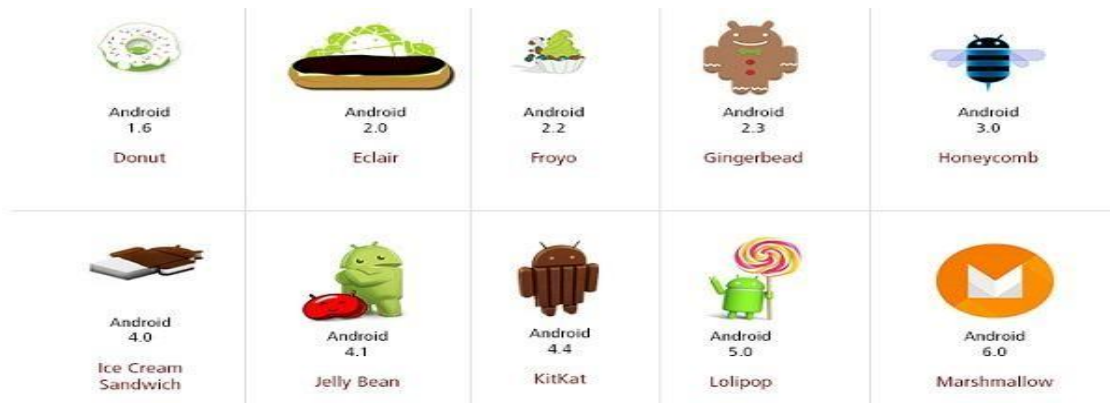 Android
1.6
Donut
Android
2.0
Eclair
Android
2.2
Froyo
Android
2.3
Gingerbead
Android
3.0
Honeycomb
Android
4.0
Ice Cream
Sandwich
Android
4.1
Jelly Bean
Android
4.4
KitKat
Android
5.0
Lolipop
Android
6.0
Marshmallow